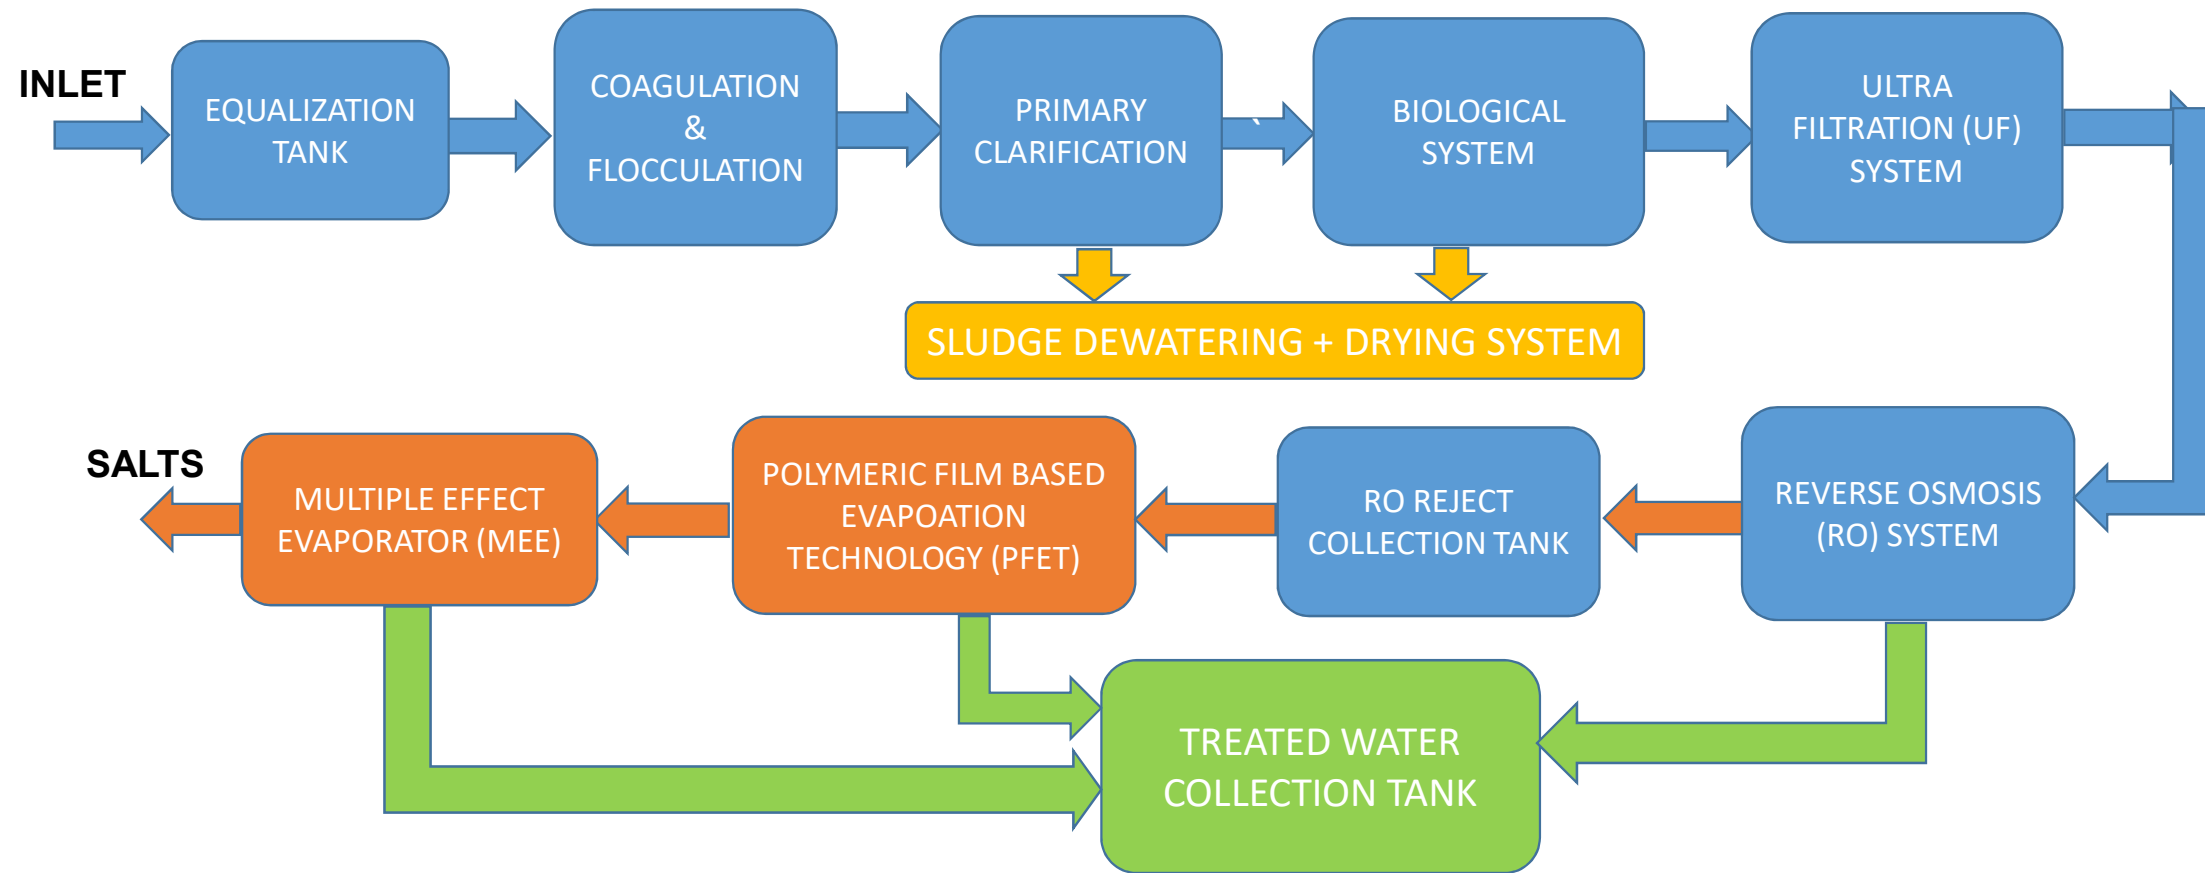 INLET
EQUALIZATION
TANK
COAGULATION
&
FLOCCULATION
PRIMARY
CLARIFICATION
`
BIOLOGICAL
SYSTEM
ULTRA
FILTRATION (UF)
SYSTEM
SLUDGE DEWATERING + DRYING SYSTEM
SALTS
MULTIPLE EFFECT
EVAPORATOR (MEE)
POLYMERIC FILM BASED
EVAPOATION
TECHNOLOGY (PFET)
RO REJECT
COLLECTION TANK
REVERSE OSMOSIS
(RO) SYSTEM
TREATED WATER
COLLECTION TANK